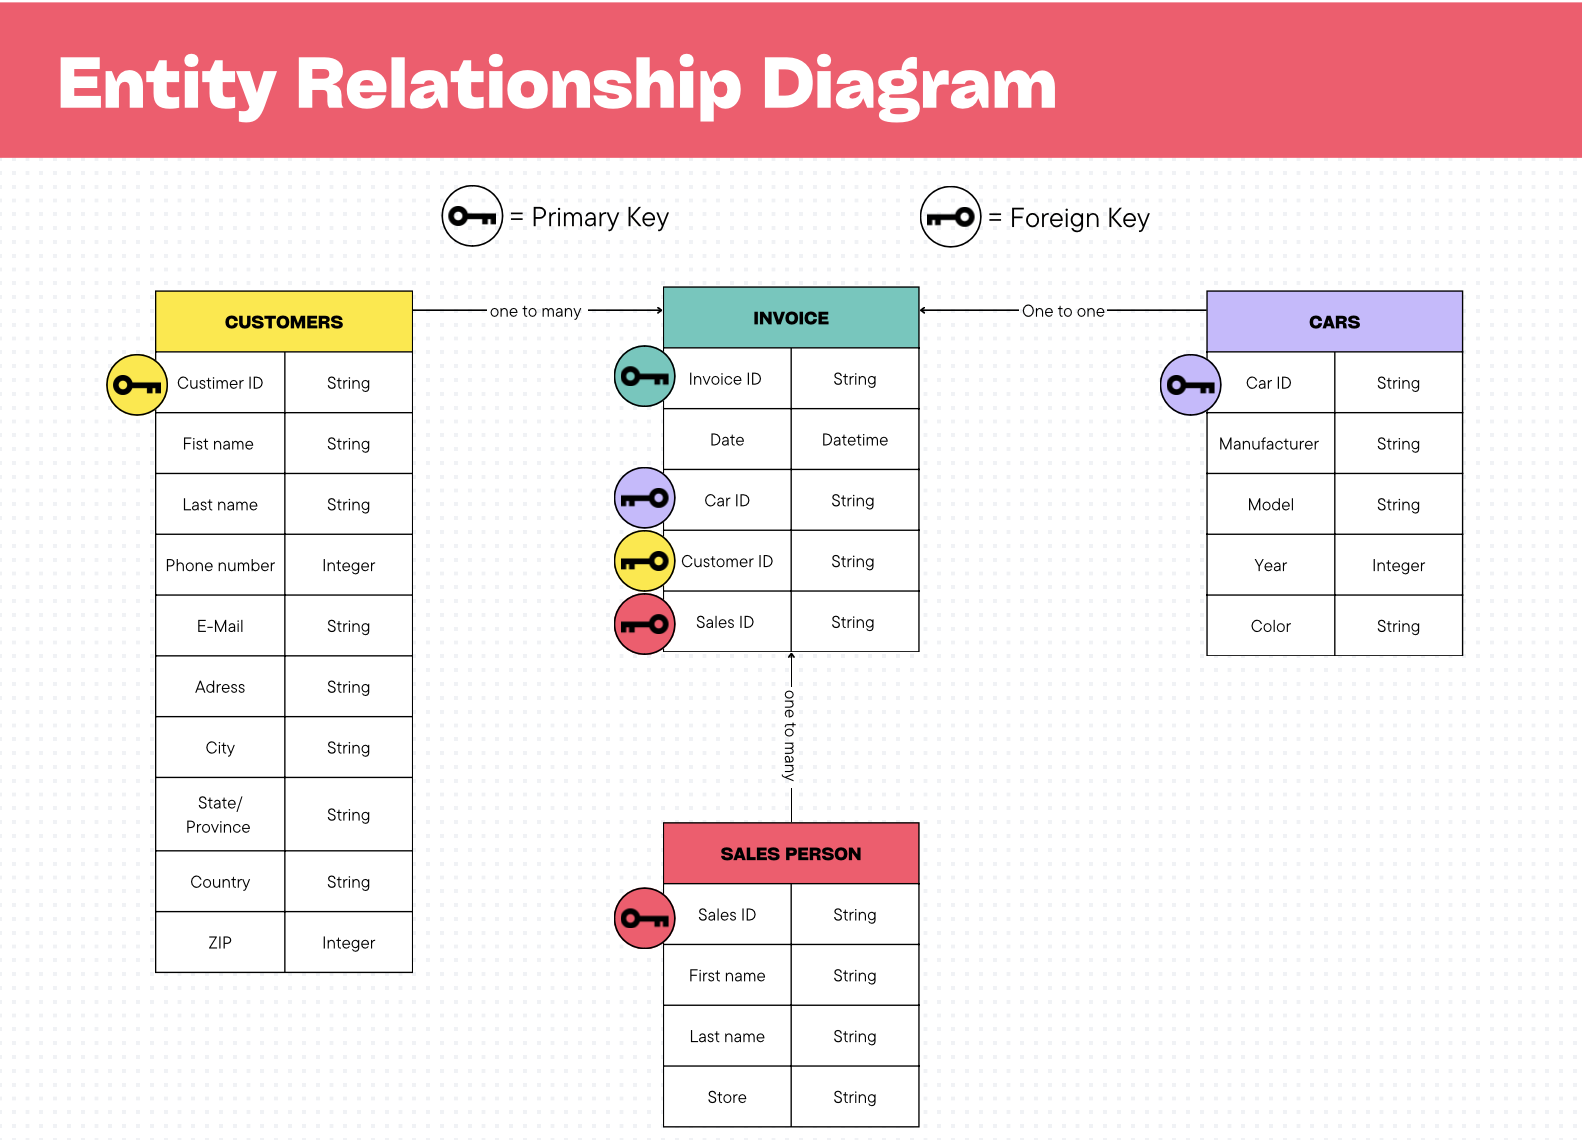 Entity Relationship Diagram
= Primary Key
= Foreign Key
CUSTOMERS
Custimer ID String
Fist name String
Last name String
Phone number Integer
E-Mail String
Adress String
City String
State/
Province String
Country String
ZIP Integer
one to many
INVOICE
Invoice ID String
Date Datetime
Car ID String
Customer ID String
Sales ID String
One to one
CARS
Car ID String
Manufacturer String
Model String
Year Integer
Color String
one to many
SALES PERSON
Sales ID String
First name String
Last name String
Store String